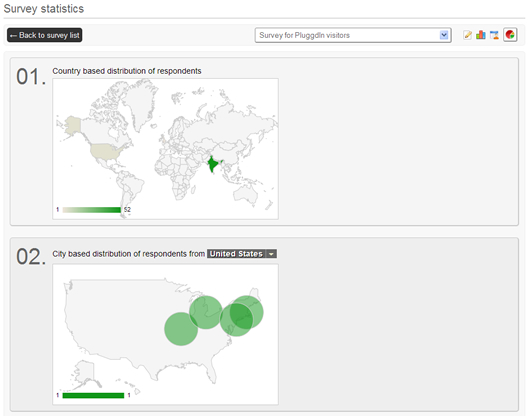 Survey statistics
← Back to survey list
Survey for PluggdIn visitors
01.
Country based distribution of respondents
1 52
02.
City based distribution of respondents from United States
1 1